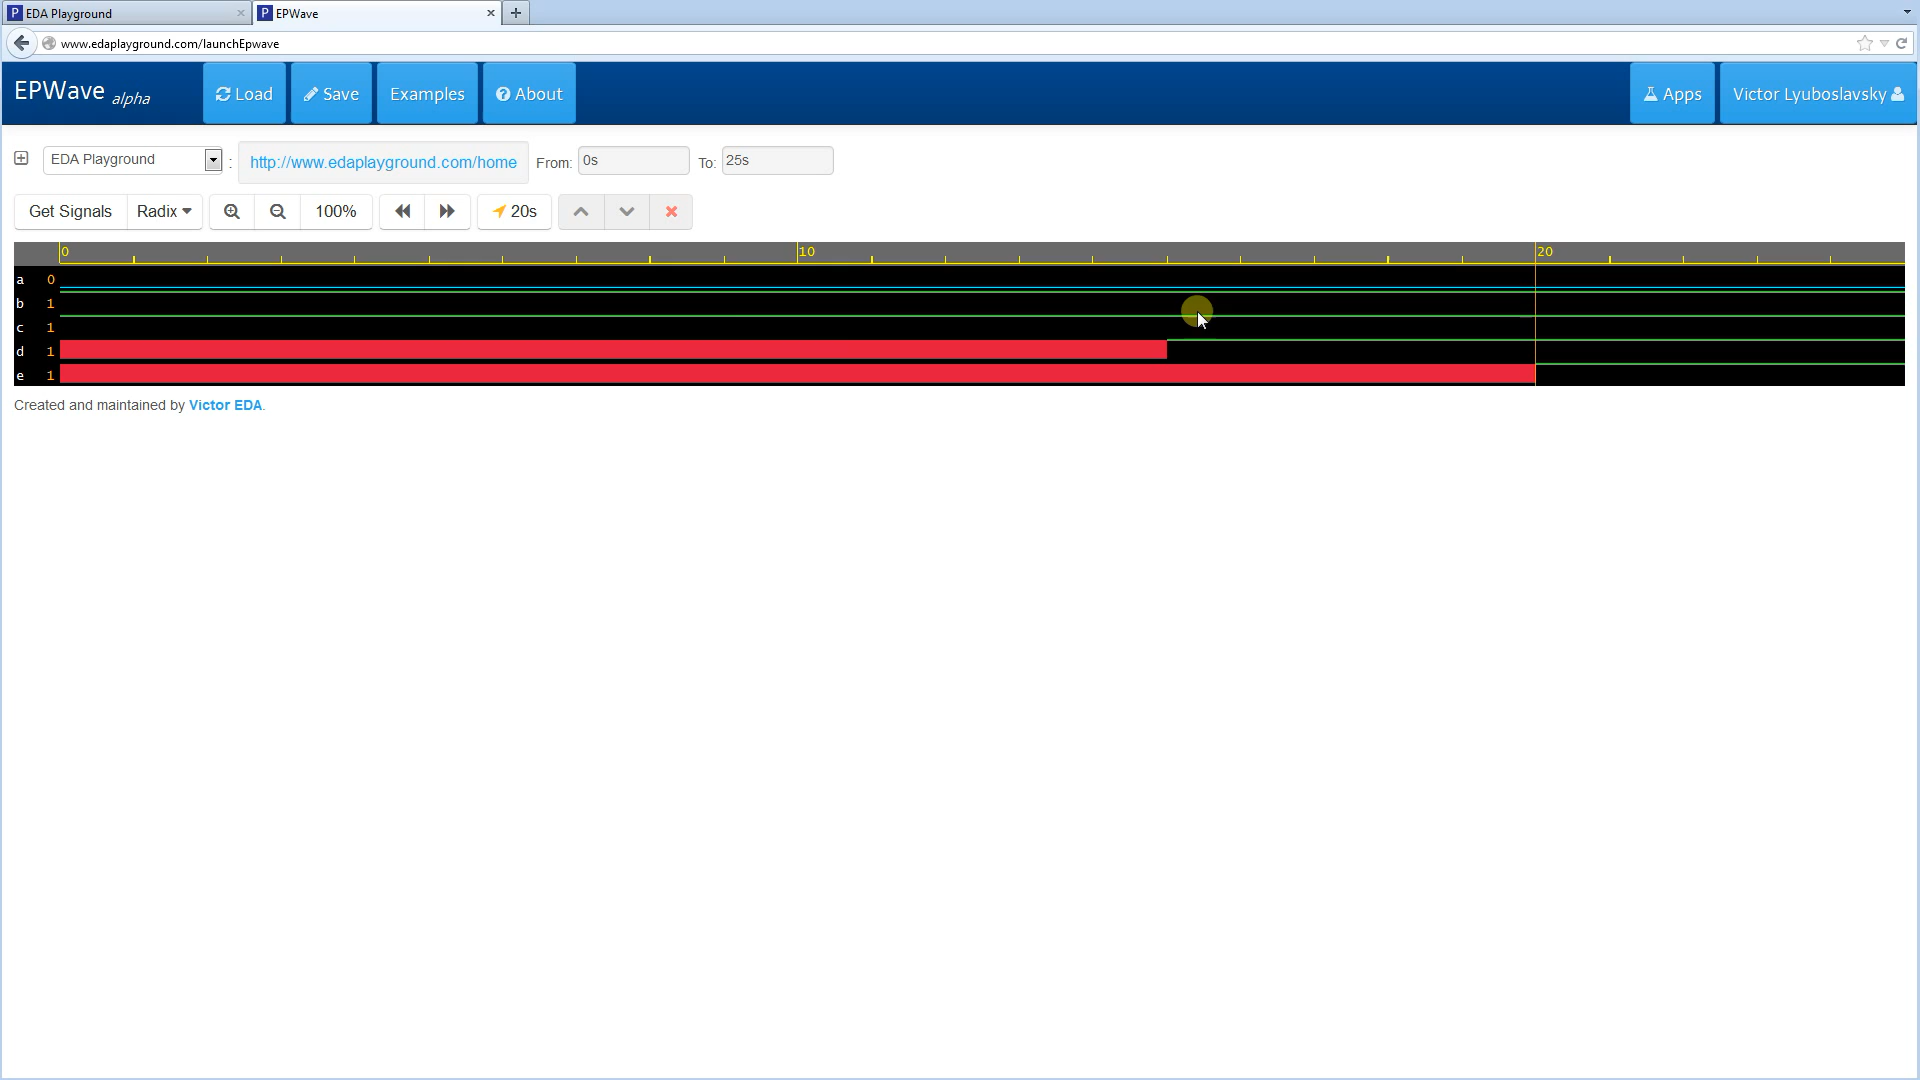 EDA Playground
EPWave
www.edaplayground.com/launchEpwave
EPWave alpha
Load
Save
Examples
About
Apps
Victor Lyuboslavsky
EDA Playground : http://www.edaplayground.com/home From: 0s To: 25s
Get Signals Radix 100% 20s
0 10 20
a 0
b 1
c 1
d 1
e 1
Created and maintained by Victor EDA.